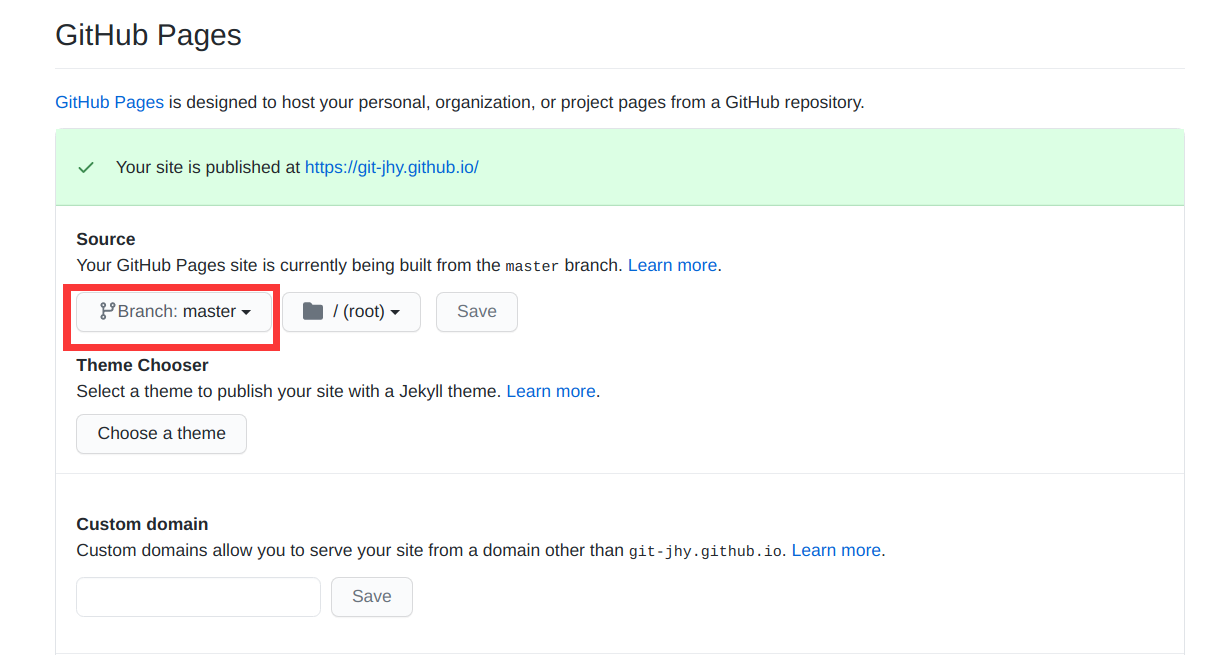 GitHub Pages
GitHub Pages is designed to host your personal, organization, or project pages from a GitHub repository.
Your site is published at https://git-jhy.github.io/
Source
Your GitHub Pages site is currently being built from the master branch. Learn more.
Branch: master / (root) Save
Theme Chooser
Select a theme to publish your site with a Jekyll theme. Learn more.
Choose a theme
Custom domain
Custom domains allow you to serve your site from a domain other than git-jhy.github.io. Learn more.
Save